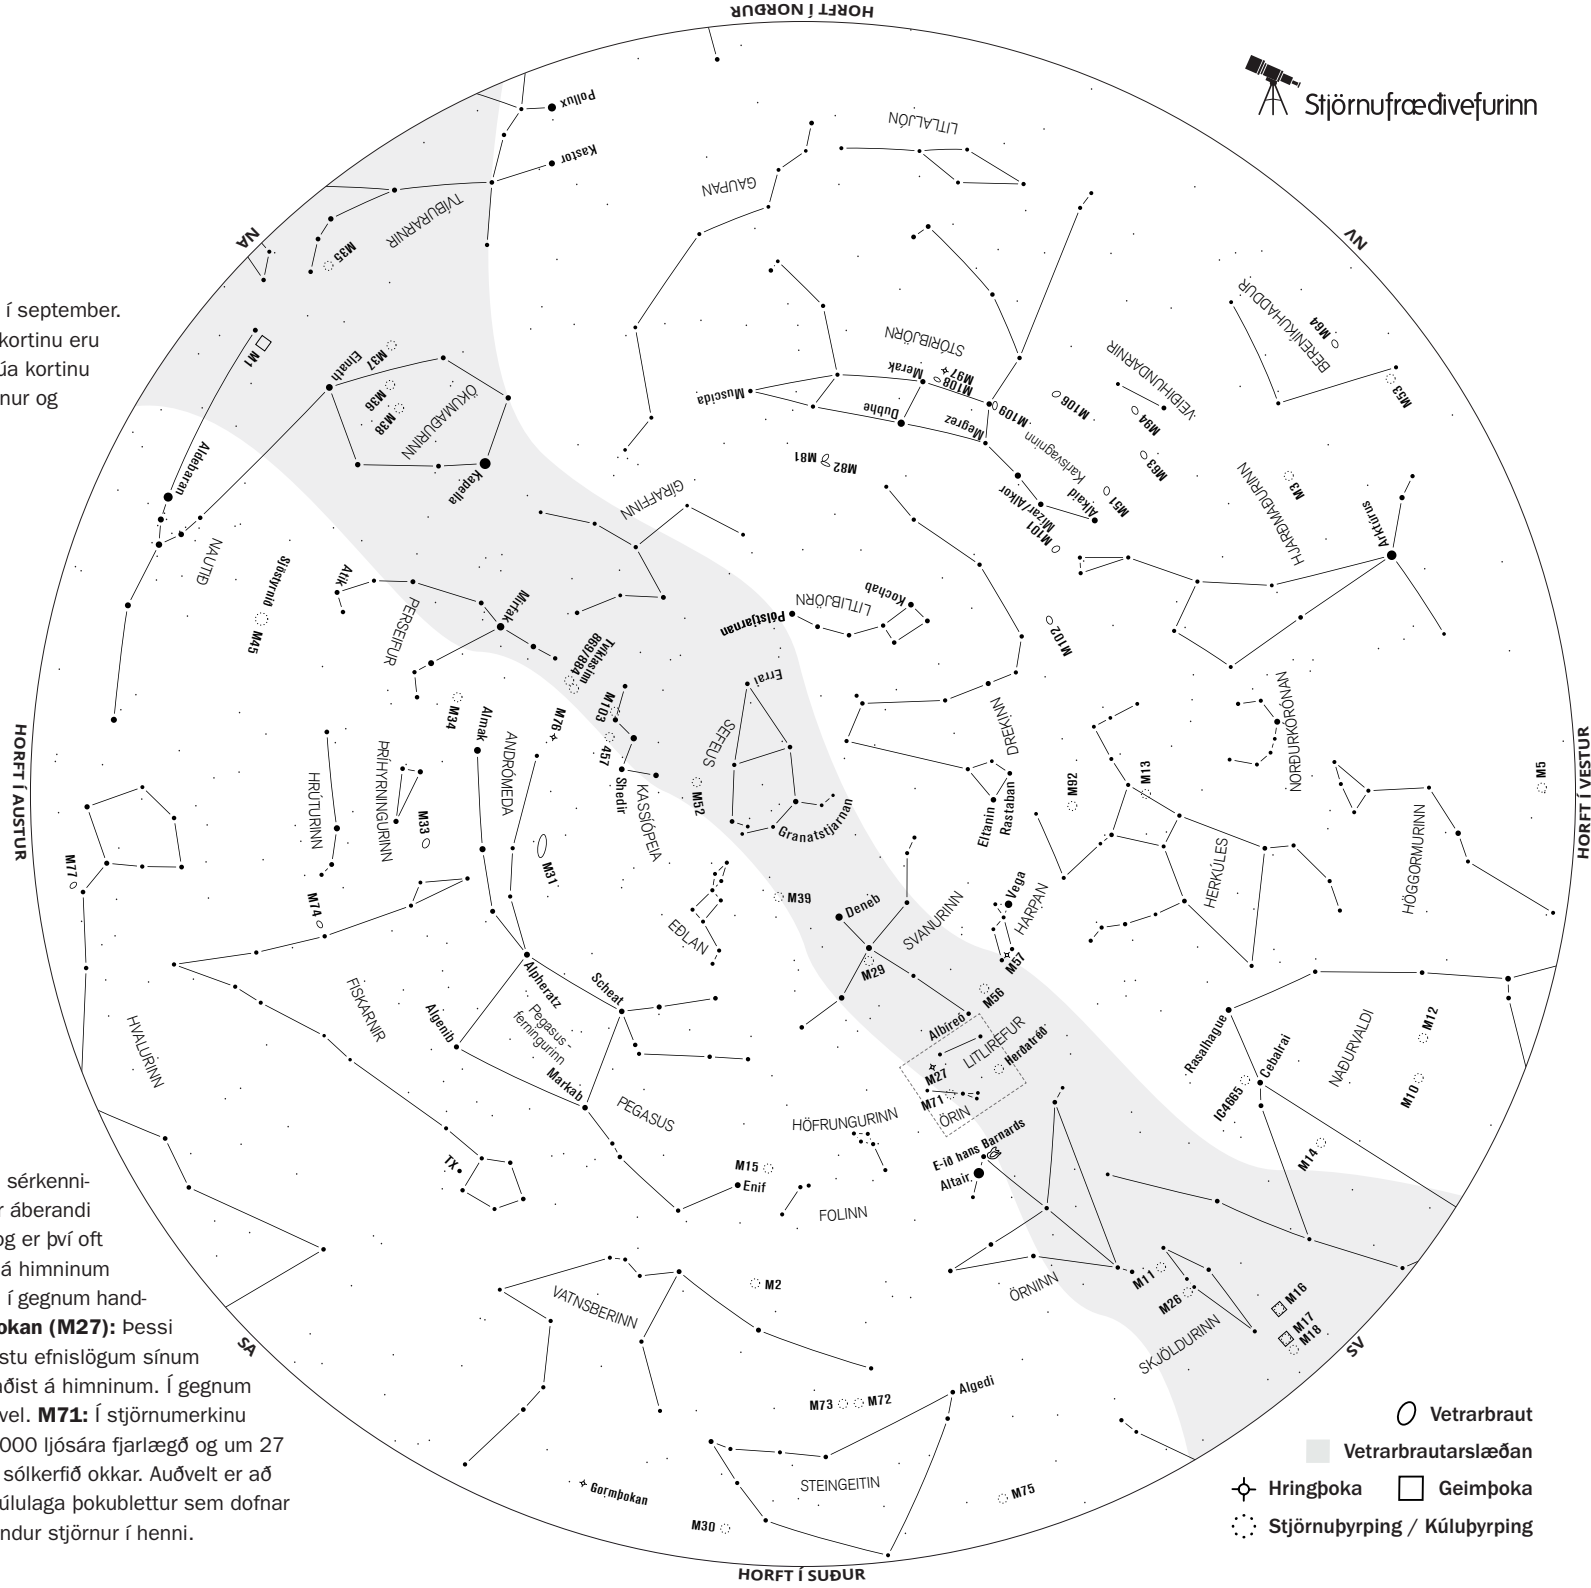 HORFT Í NORÐUR
Stjörnufræðivefurinn
Pollux
Kastor
LITLALJÓN
GAUPAN
TVÍBURARNIR
NA
NV
M35
í september.
kortinu eru
úa kortinu
nur og
M1
Elnath
M37
M36
M38
ÖKUMAÐURINN
Kapella
Aldebaran
NAUTIÐ
Sjöstyrnið
M45
STÓRIBJÖRN
Muscida
Merak
M97
M108
Dubhe
Megrez
M109
M106
VEIÐIHUNDARNIR
M94
M63
Karlsvagninn
M51
Alkaid
Mizar/Alkor
M101
M81
M82
BERENÍKUHADDUR
M64
M53
M3
HJARÐMAÐURINN
Arktúrus
GÍRAFFINN
Atik
PERSEIFUR
Mirfak
Tvíklasinn
869/884
Pólstjarnan
LITLIBJÖRN
Kochab
M102
Errai
SEFEUS
DREKINN
Eltanin
Rastaban
M92
M13
NORÐURKÓRÓNAN
M5
HORFT Í VESTUR
HORFT Í AUSTUR
M34
Almak
ANDRÓMEDA
M76
M103
457
Shedir
KASSÍÓPEIA
M52
Granatstjarnan
HRÚTURINN
ÞRÍHYRNINGURINN
M33
M31
M77
M74
M39
Deneb
SVANURINN
Vega
HARPAN
M57
HERKÚLES
HÖGGORMURINN
EÐLAN
M29
M56
Alpheratz
Scheat
Pegasus-
ferningurinn
Algenib
Markab
FISKARNIR
HVALURINN
PEGASUS
Albíreó
LITLIREFUR
Herðatréð
M27
M71
ÖRIN
HÖFRUNGURINN
E-ið hans Barnards
Altair
Rasalhague
Cebalrai
IC4665
NAÐURVALDI
M12
M10
M14
M15
Enif
FOLINN
TX
sérkenni-
r áberandi
og er því oft
á himninum
í gegnum hand-
okan (M27): Þessi
stu efnislögum sínum
aðist á himninum. Í gegnum
vel. M71: Í stjörnumerkinu
000 ljósára fjarlægð og um 27
sólkerfið okkar. Auðvelt er að
úlulaga þokublettur sem dofnar
ndur stjörnur í henni.
SA
VATNSBERINN
M2
ÖRNINN
M11
M26
SKJÖLDURINN
M16
M17
M18
SV
M73
M72
Algedi
STEINGEITIN
Gormþokan
M30
M75
HORFT Í SUÐUR
Vetrarbraut
Vetrarbrautarslæðan
Hringþoka
Geimþoka
Stjörnuþyrping / Kúluþyrping